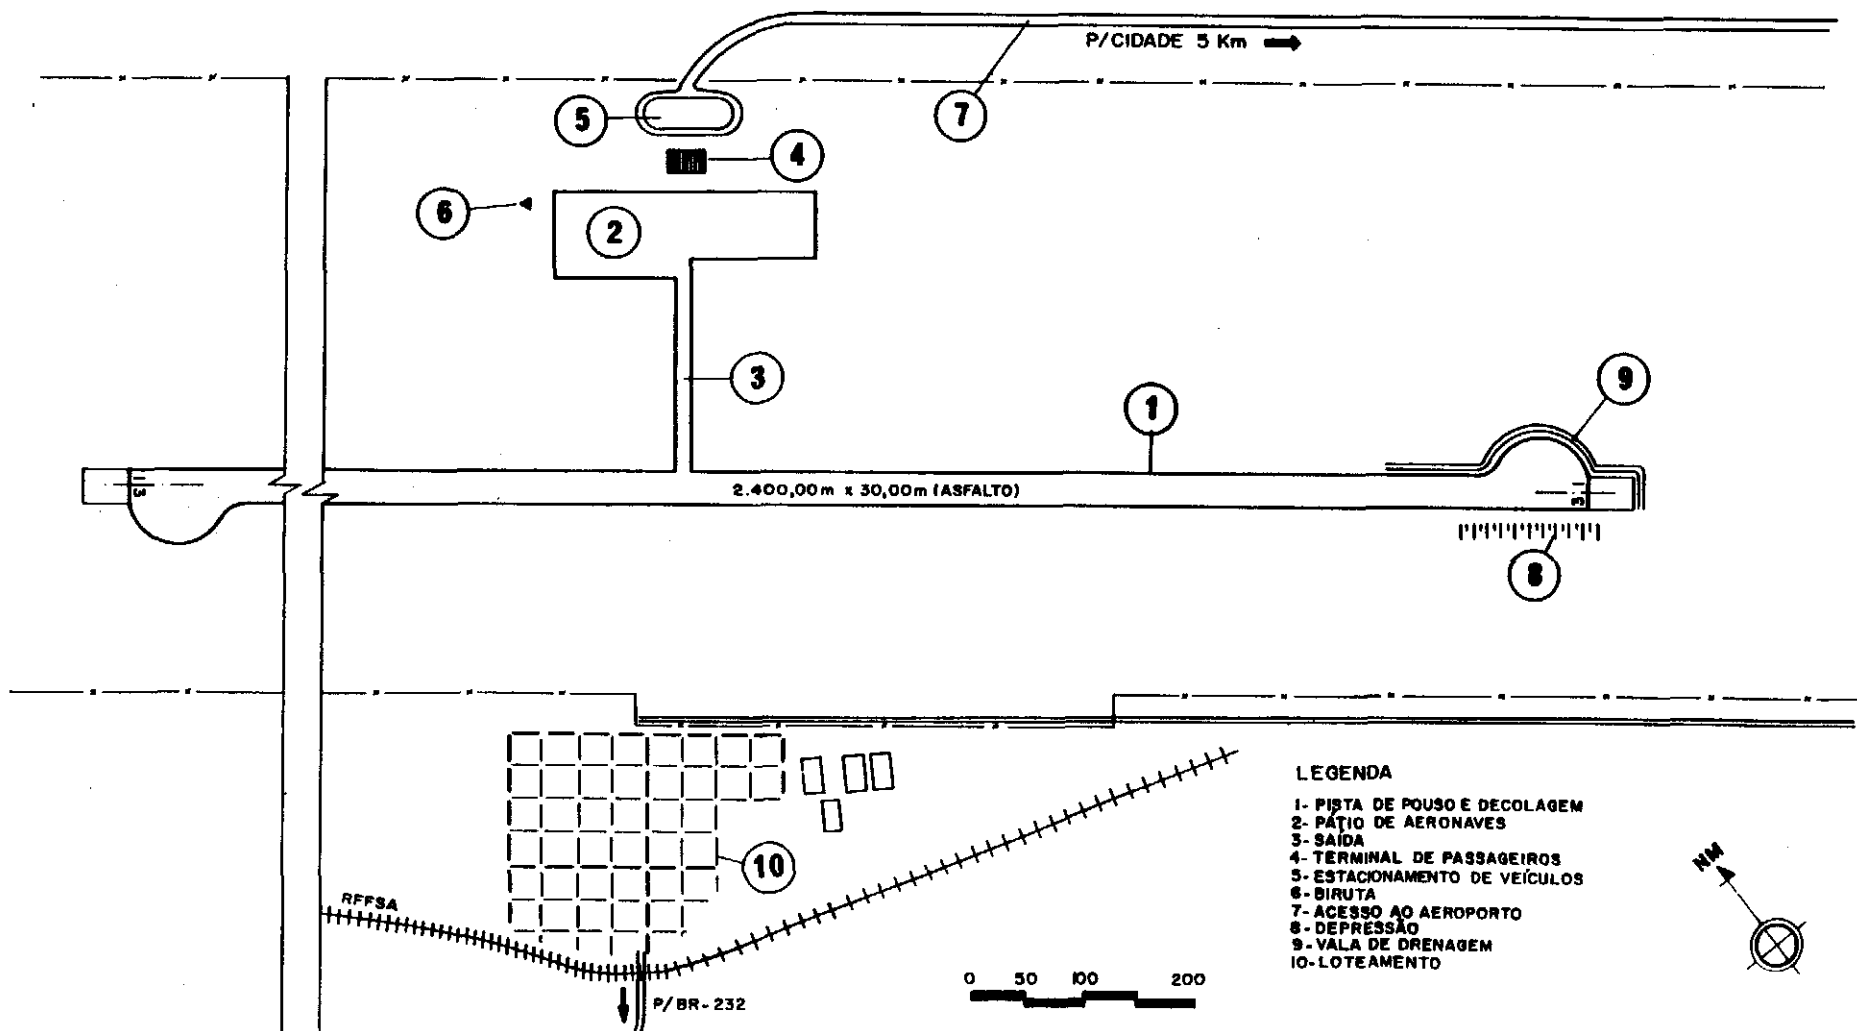 P/CIDADE 5 Km
5
7
4
6
2
3
9
1
13
2.400,00m x 30,00m (ASFALTO)
31
8
LEGENDA
1- PISTA DE POUSO E DECOLAGEM
2- PÁTIO DE AERONAVES
3- SAÍDA
4- TERMINAL DE PASSAGEIROS
5- ESTACIONAMENTO DE VEÍCULOS
6- BIRUTA
7- ACESSO AO AEROPORTO
8- DEPRESSÃO
9- VALA DE DRENAGEM
10- LOTEAMENTO
NM
10
RFFSA
0 50 100 200
P/BR-232